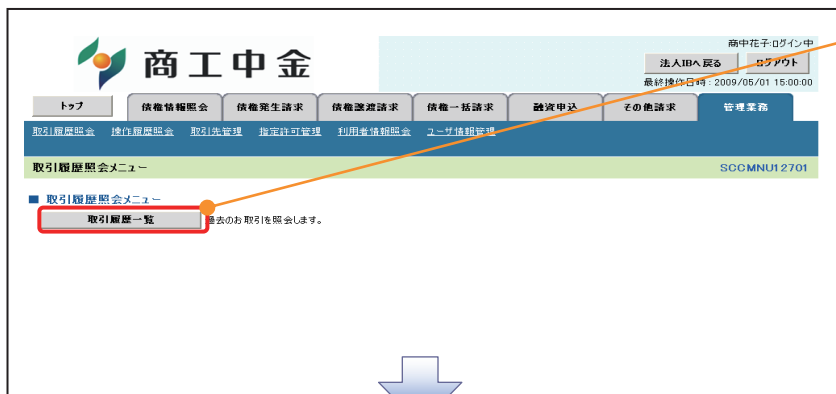 商工中金
商中花子:ログイン中
法人IBへ戻る ログアウト
最終操作日時：2009/05/01 15:00:00
トップ 債権情報照会 債権発生請求 債権譲渡請求 債権一括請求 融資申込 その他請求 管理業務
取引履歴照会 操作履歴照会 取引先管理 指定許可管理 利用者情報照会 ユーザ情報管理
取引履歴照会メニュー SCCMNU12701
■ 取引履歴照会メニュー
取引履歴一覧 過去のお取引を照会します。